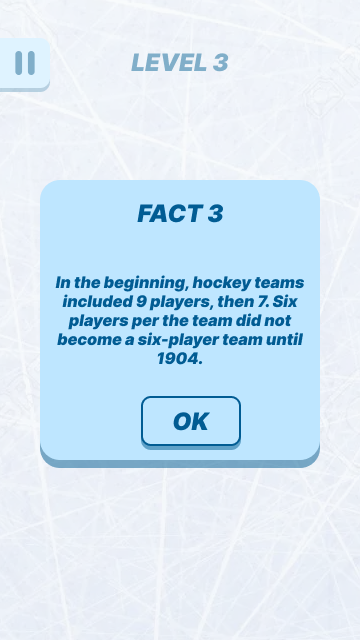 LEVEL 3
FACT 3
In the beginning, hockey teams
included 9 players, then 7. Six
players per the team did not
become a six-player team until
1904.
OK